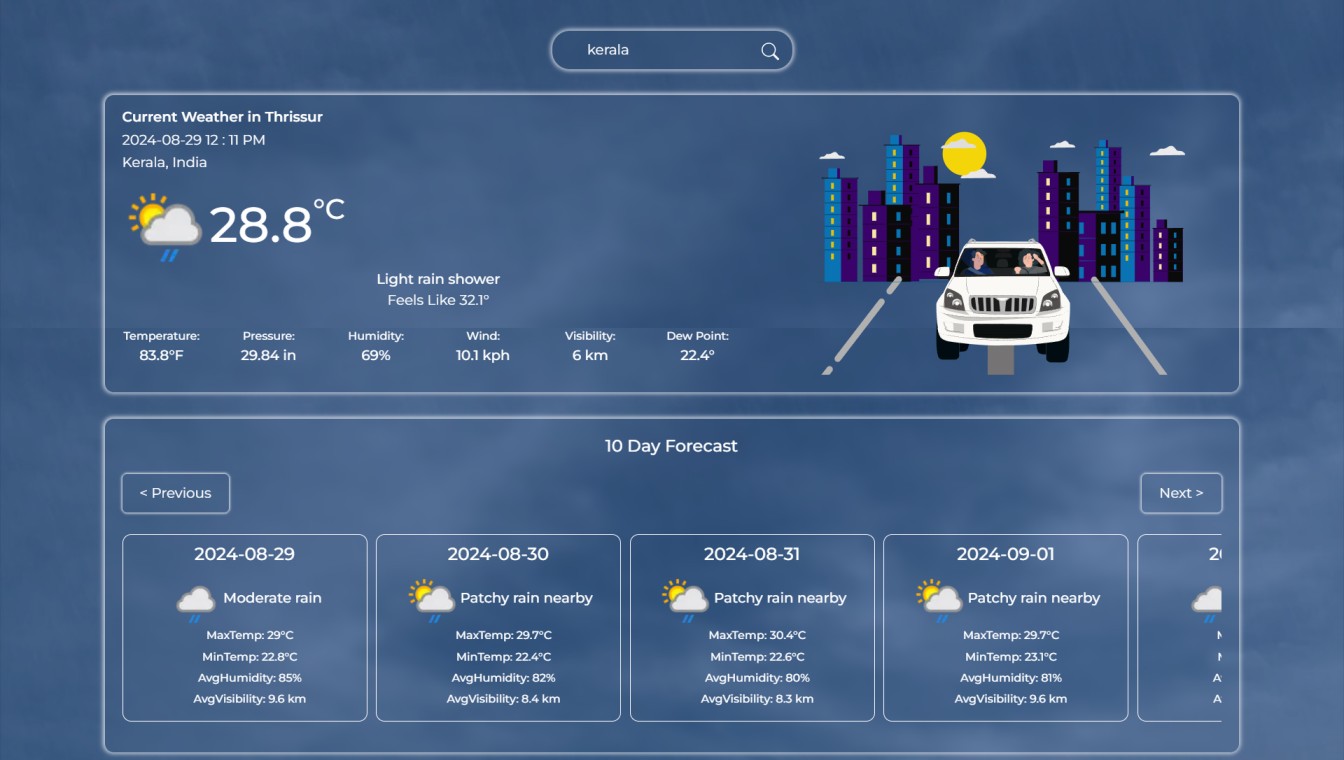 kerala
Current Weather in Thrissur
2024-08-29 12 : 11 PM
Kerala, India
28.8°C
Light rain shower
Feels Like 32.1°
Temperature: Pressure: Humidity: Wind: Visibility: Dew Point:
83.8°F 29.84 in 69% 10.1 kph 6 km 22.4°
10 Day Forecast
< Previous Next >
2024-08-29
Moderate rain
MaxTemp: 29°C
MinTemp: 22.8°C
AvgHumidity: 85%
AvgVisibility: 9.6 km
2024-08-30
Patchy rain nearby
MaxTemp: 29.7°C
MinTemp: 22.4°C
AvgHumidity: 82%
AvgVisibility: 8.4 km
2024-08-31
Patchy rain nearby
MaxTemp: 30.4°C
MinTemp: 22.6°C
AvgHumidity: 80%
AvgVisibility: 8.3 km
2024-09-01
Patchy rain nearby
MaxTemp: 29.7°C
MinTemp: 23.1°C
AvgHumidity: 81%
AvgVisibility: 9.6 km